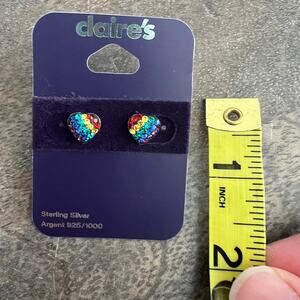 claire's
Sterling Silver
Argent 925/1000
1
INCH
2